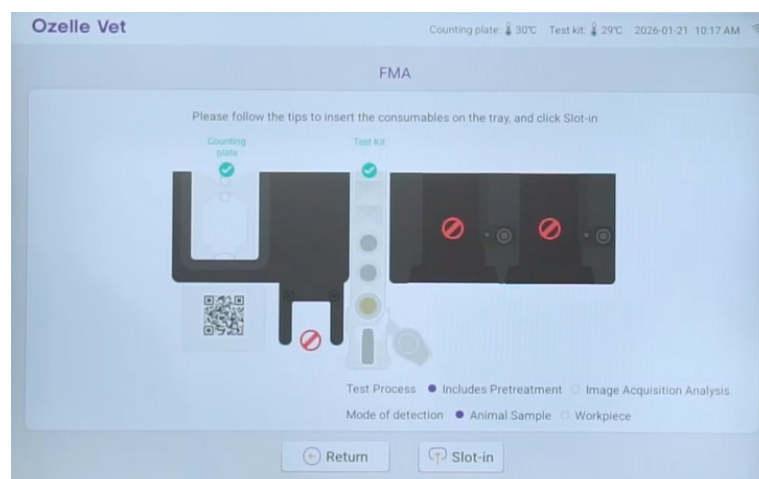 Ozelle Vet
Counting plate: 30℃ Test kit: 29℃ 2026-01-21 10:17 AM
FMA
Please follow the tips to insert the consumables on the tray, and click Slot-in
Counting plate
Test Kit
Test Process Includes Pretreatment Image Acquisition Analysis
Mode of detection Animal Sample Workpiece
Return Slot-in